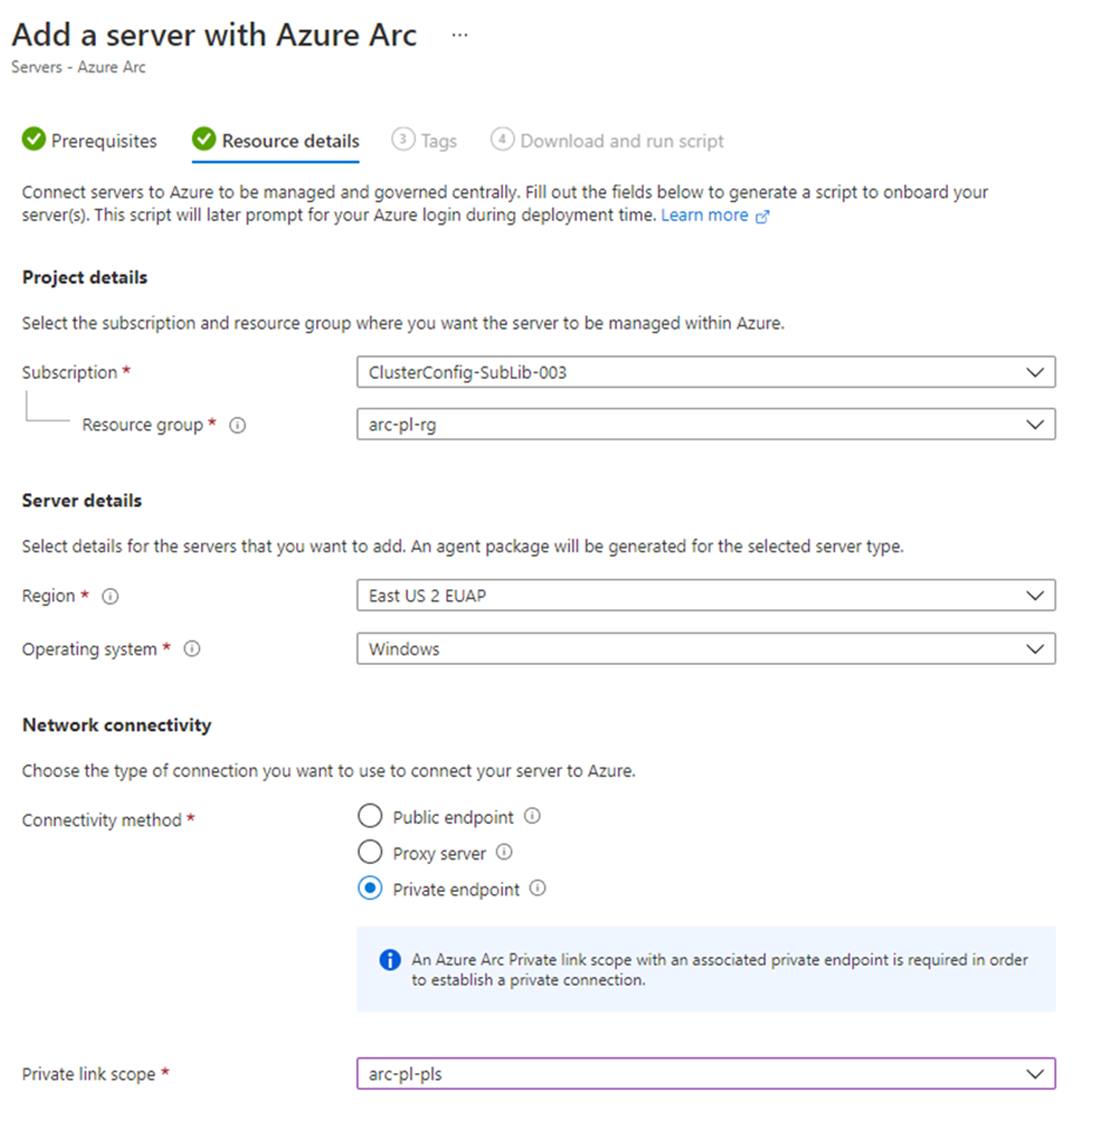 Add a server with Azure Arc ...
Servers - Azure Arc
Prerequisites Resource details 3 Tags 4 Download and run script
Connect servers to Azure to be managed and governed centrally. Fill out the fields below to generate a script to onboard your
server(s). This script will later prompt for your Azure login during deployment time. Learn more
Project details
Select the subscription and resource group where you want the server to be managed within Azure.
Subscription * ClusterConfig-SubLib-003
Resource group * arc-pl-rg
Server details
Select details for the servers that you want to add. An agent package will be generated for the selected server type.
Region * East US 2 EUAP
Operating system * Windows
Network connectivity
Choose the type of connection you want to use to connect your server to Azure.
Connectivity method * Public endpoint
Proxy server
Private endpoint
An Azure Arc Private link scope with an associated private endpoint is required in order
to establish a private connection.
Private link scope * arc-pl-pls